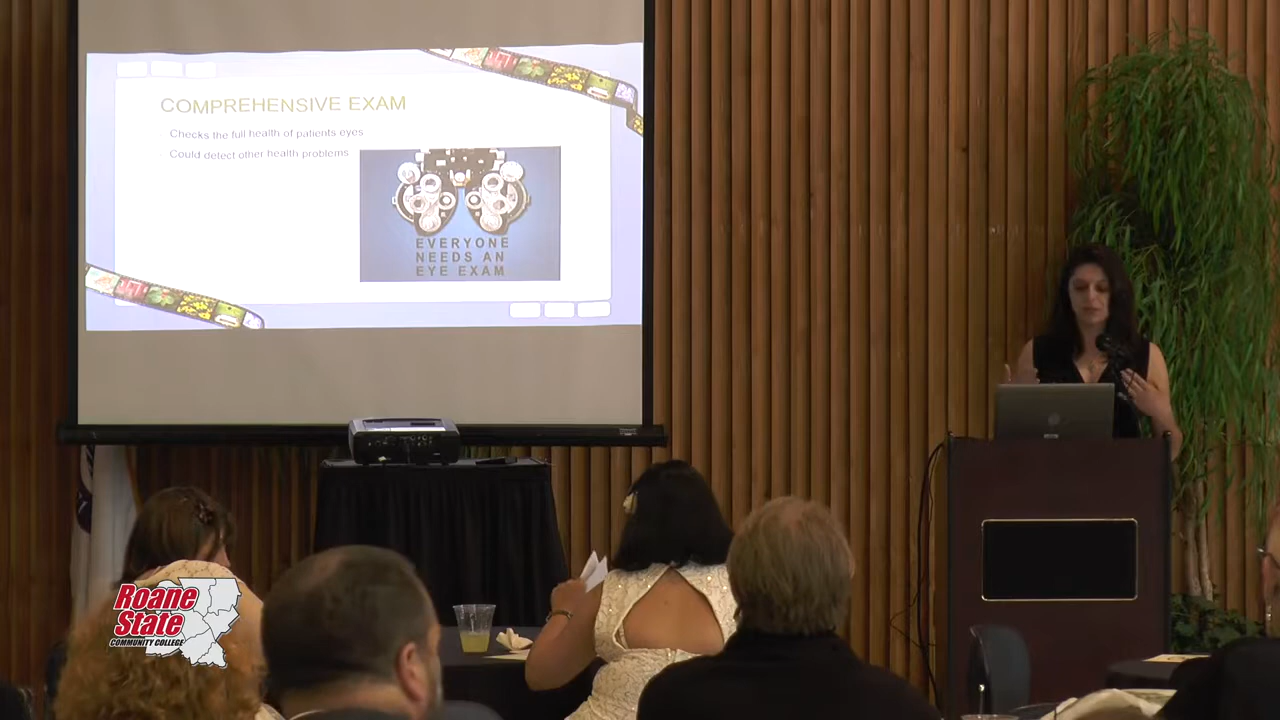 COMPREHENSIVE EXAM
Checks the full health of patients eyes
Could detect other health problems
EVERYONE
NEEDS AN
EYE EXAM
Roane
State
COMMUNITY COLLEGE